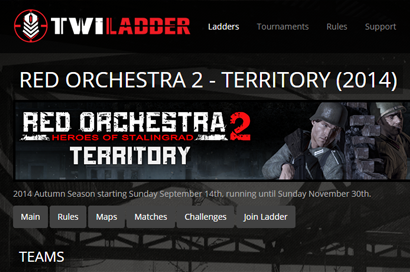 TWILADDER
Ladders Tournaments Rules Support
RED ORCHESTRA 2 - TERRITORY (2014)
RED ORCHESTRA 2
HEROES OF STALINGRAD
TERRITORY
2014 Autumn Season starting Sunday September 14th, running until Sunday November 30th.
Main Rules Maps Matches Challenges Join Ladder
TEAMS